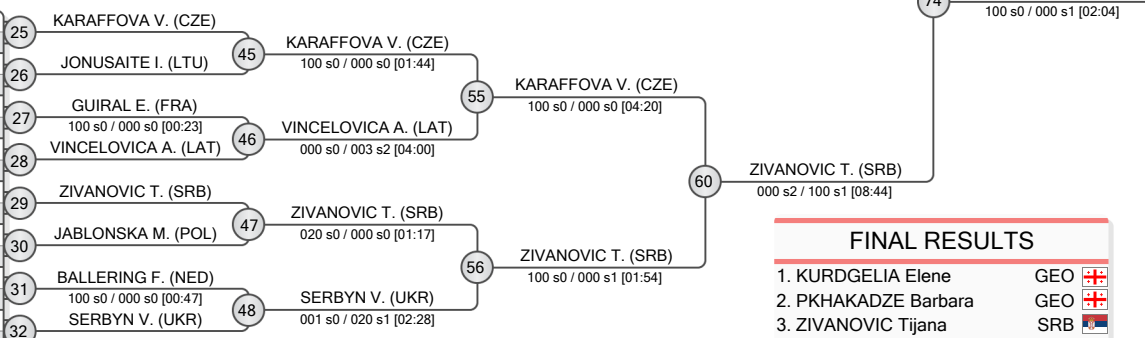 74
100 s0 / 000 s1 [02:04]
25
KARAFFOVA V. (CZE)
45
KARAFFOVA V. (CZE)
100 s0 / 000 s0 [01:44]
26
JONUSAITE I. (LTU)
55
KARAFFOVA V. (CZE)
100 s0 / 000 s0 [04:20]
27
GUIRAL E. (FRA)
100 s0 / 000 s0 [00:23]
46
VINCELOVICA A. (LAT)
000 s0 / 003 s2 [04:00]
28
VINCELOVICA A. (LAT)
60
ZIVANOVIC T. (SRB)
000 s2 / 100 s1 [08:44]
29
ZIVANOVIC T. (SRB)
47
ZIVANOVIC T. (SRB)
020 s0 / 000 s0 [01:17]
30
JABLONSKA M. (POL)
56
ZIVANOVIC T. (SRB)
100 s0 / 000 s1 [01:54]
31
BALLERING F. (NED)
100 s0 / 000 s0 [00:47]
48
SERBYN V. (UKR)
001 s0 / 020 s1 [02:28]
32
SERBYN V. (UKR)
FINAL RESULTS
1. KURDGELIA Elene GEO
2. PKHAKADZE Barbara GEO
3. ZIVANOVIC Tijana SRB